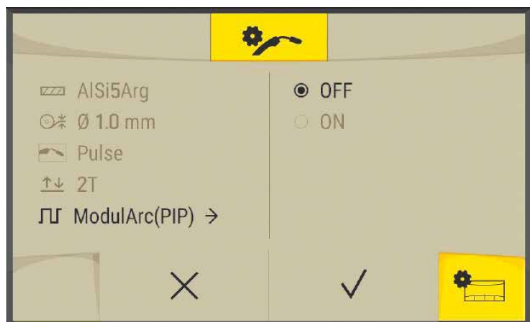 AlSi5Arg
Ø 1.0 mm
Pulse
2T
ModulArc(PIP) →
OFF
ON